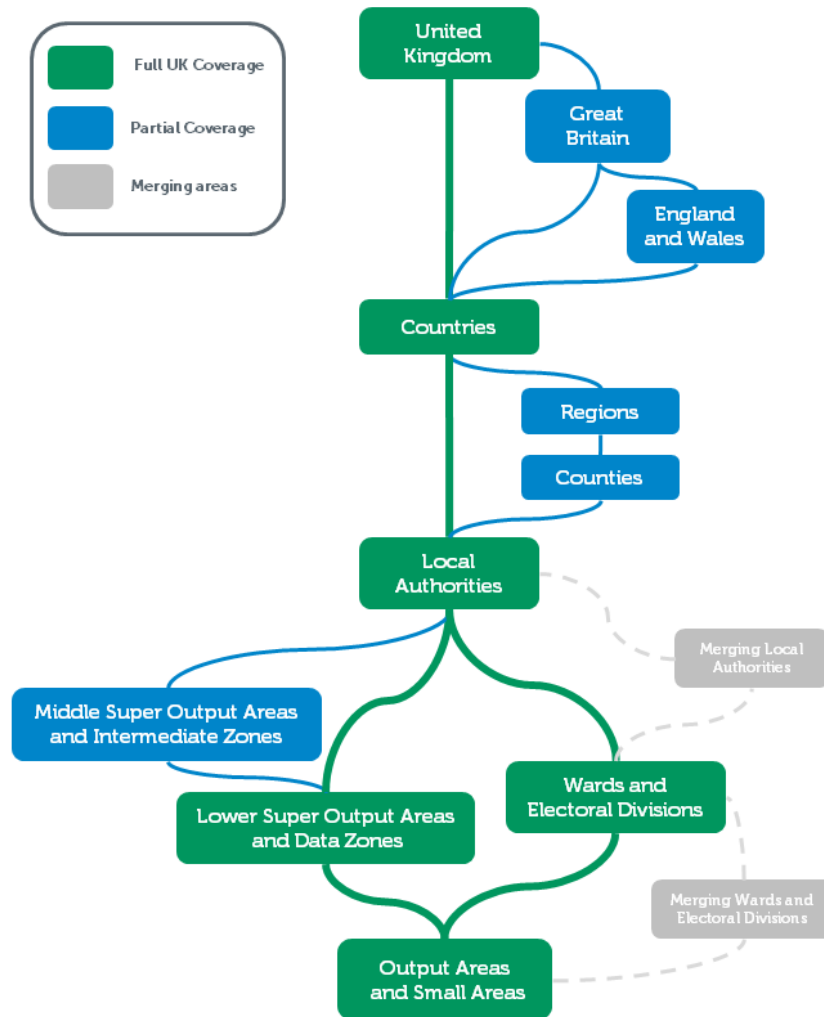 Full UK Coverage
Partial Coverage
Merging areas
United
Kingdom
Great
Britain
England
and Wales
Countries
Regions
Counties
Local
Authorities
Merging Local
Authorities
Middle Super Output Areas
and Intermediate Zones
Wards and
Electoral Divisions
Lower Super Output Areas
and Data Zones
Merging Wards and
Electoral Divisions
Output Areas
and Small Areas